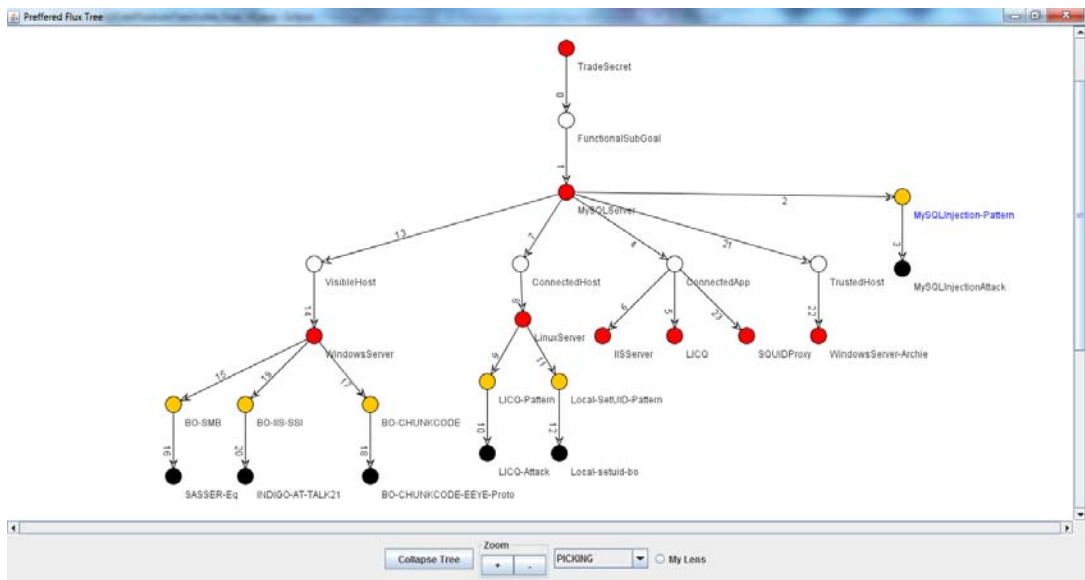 Preffered Flux Tree
TradeSecret
0
FunctionalSubGoal
1
MySQLServer
2
MySQLInjection-Pattern
3
MySQLInjectionAttack
13
7
4
21
VisibleHost
ConnectedHost
ConnectedApp
TrustedHost
14
8
6
5
23
22
WindowsServer
LinuxServer
IISServer
LICQ
SQUIDProxy
WindowsServer-Archie
15
19
17
9
11
BO-SMB
BO-IIS-SSI
BO-CHUNKCODE
LICQ-Pattern
Local-SetUID-Pattern
16
20
18
10
12
SASSER-Eq
INDIGO-AT-TALK21
BO-CHUNKCODE-EEYE-Proto
LICQ-Attack
Local-setuid-bo
Collapse Tree
Zoom
+
-
PICKING
My Lens